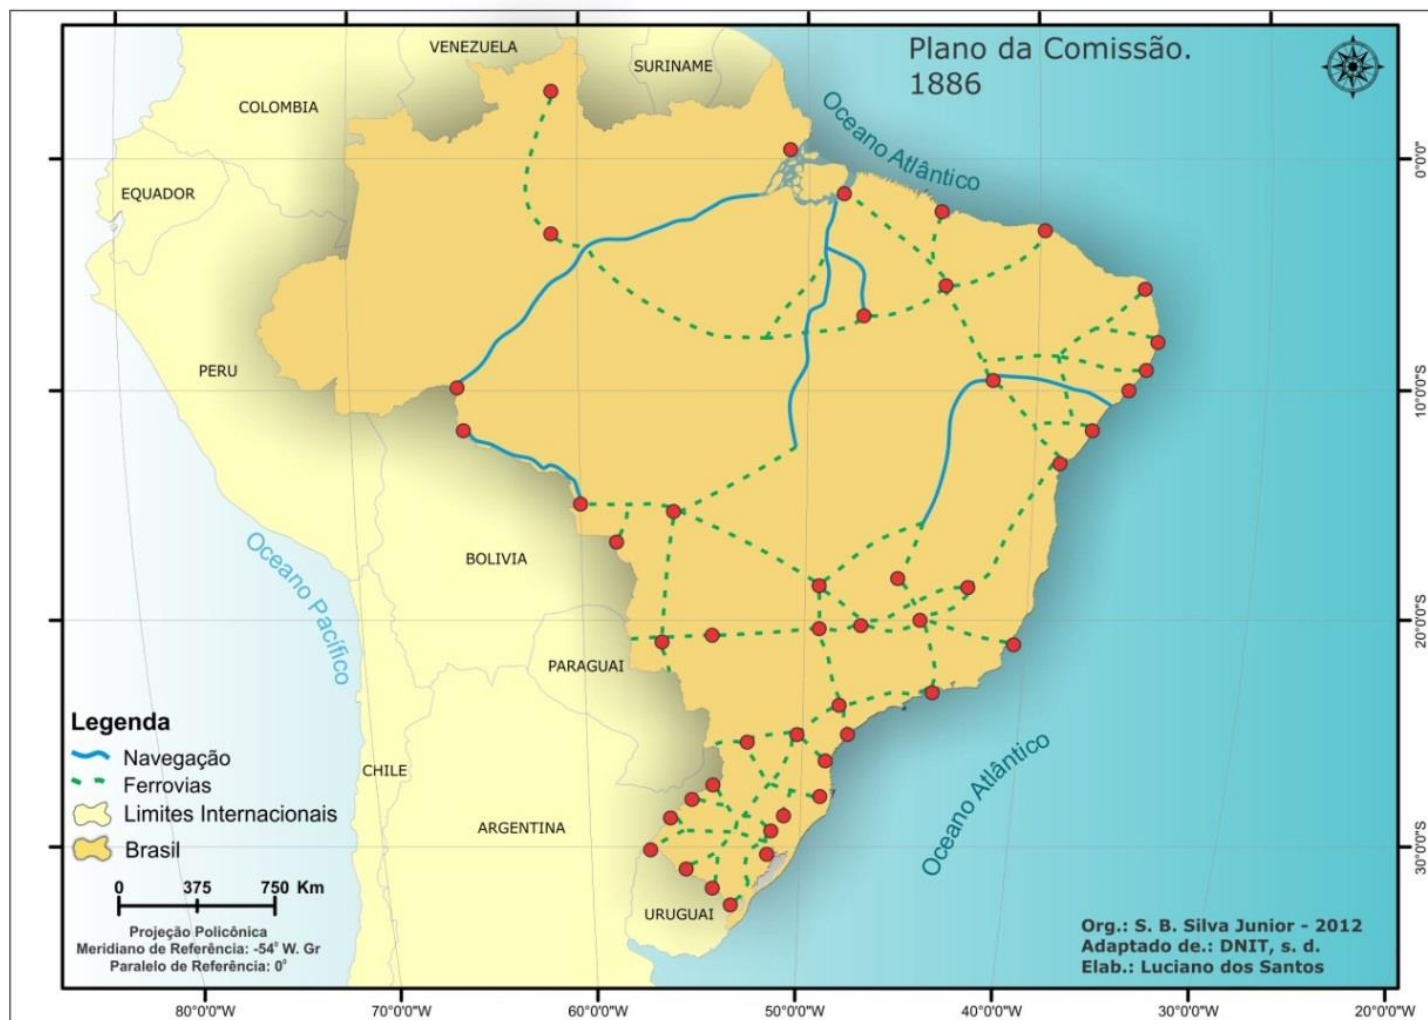 Plano da Comissão.
1886
VENEZUELA
SURINAME
COLOMBIA
EQUADOR
PERU
BOLIVIA
PARAGUAI
CHILE
ARGENTINA
URUGUAI
Oceano Atlântico
Oceano Pacífico
Oceano Atlântico
0°0'0"
10°0'0"S
20°0'0"S
30°0'0"S
Legenda
Navegação
Ferrovias
Limites Internacionais
Brasil
0 375 750 Km
Projeção Policônica
Meridiano de Referência: -54° W. Gr
Paralelo de Referência: 0°
Org.: S. B. Silva Junior - 2012
Adaptado de.: DNIT, s. d.
Elab.: Luciano dos Santos
80°0'0"W 70°0'0"W 60°0'0"W 50°0'0"W 40°0'0"W 30°0'0"W 20°0'0"W